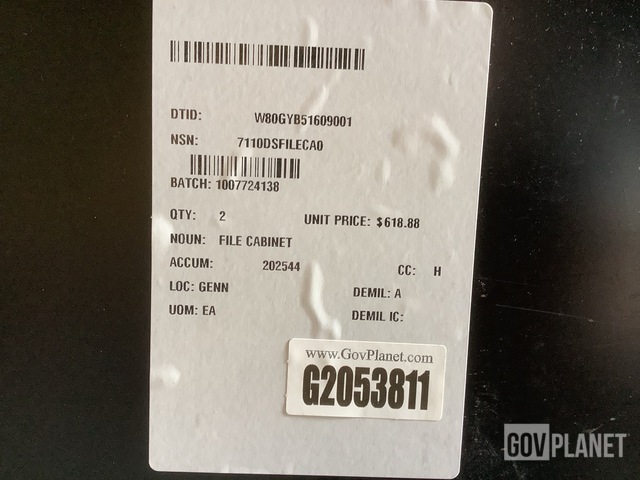 DTID: W80GYB51609001
NSN: 7110DSFILECA0
BATCH: 1007724138
QTY: 2 UNIT PRICE: $618.88
NOUN: FILE CABINET
ACCUM: 202544 CC: H
LOC: GENN DEMIL: A
UOM: EA DEMIL IC:
www.GovPlanet.com
G2053811
GOVPLANET